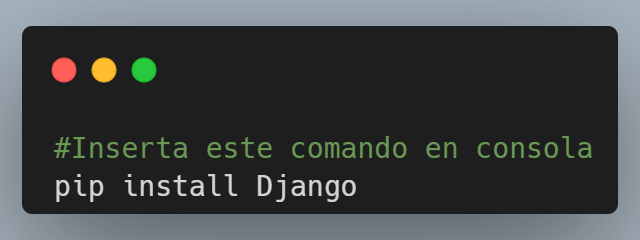 #Inserta este comando en consola
pip install Django